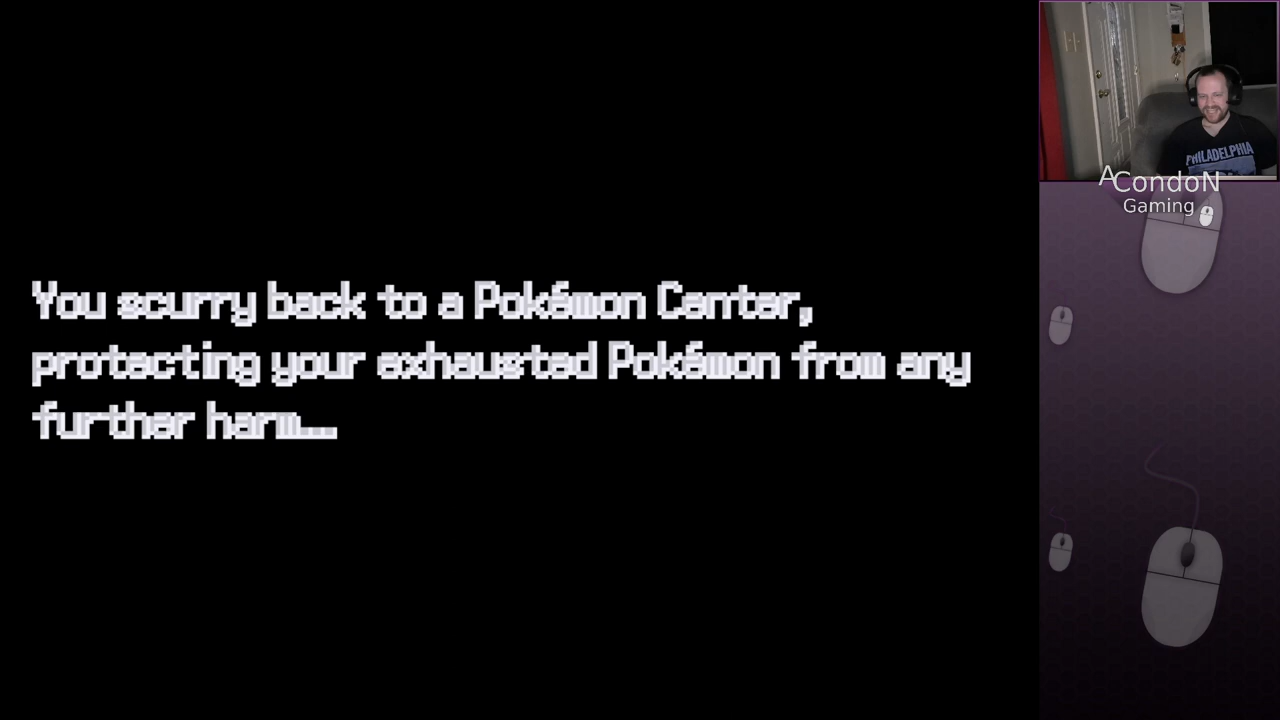 You scurry back to a Pokémon Center,
protecting your exhausted Pokémon from any
further harm...
PHILADELPHIA
ACondoN
Gaming